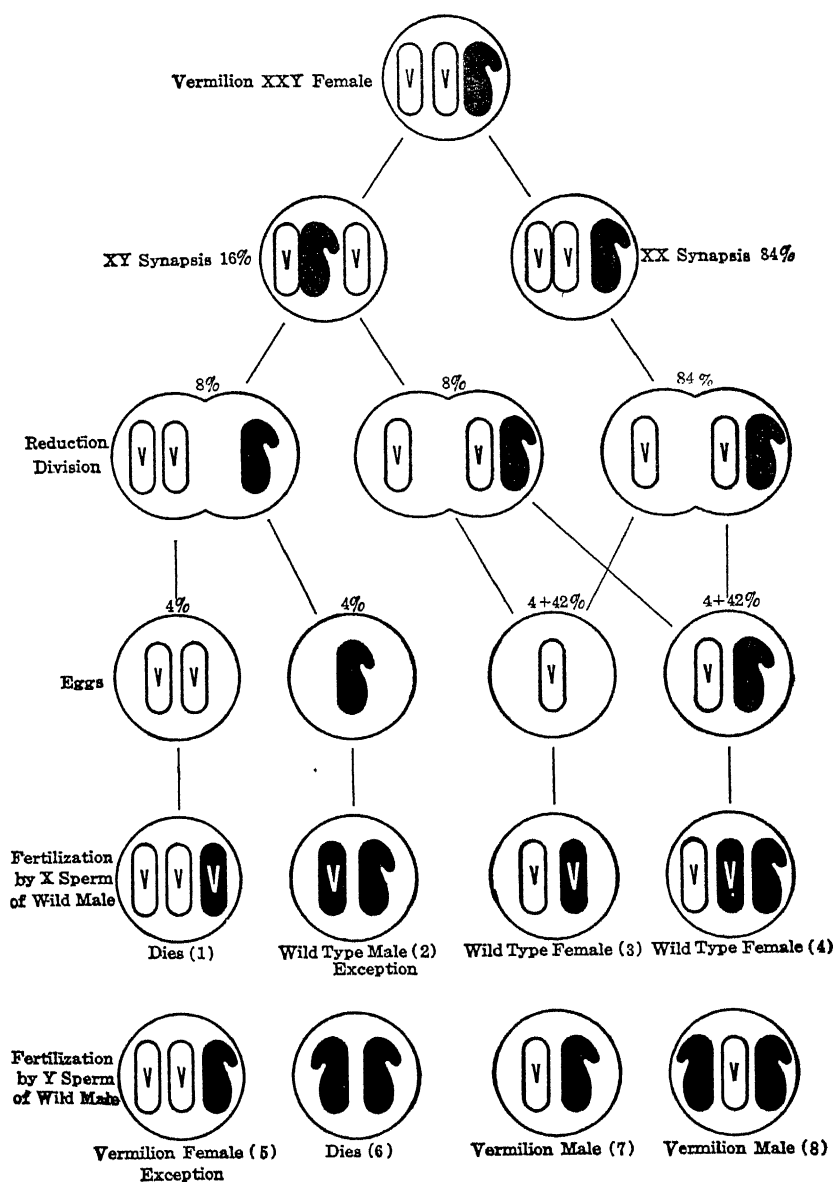 Vermilion XXY Female
V V
XY Synapsis 16%
V V
V V
XX Synapsis 84%
8%
8%
84%
Reduction
Division
V V
V V
V V
4%
4%
4+42%
4+42%
Eggs
V V
V
V
Fertilization
by X Sperm
of Wild Male
V V V
V
V V
V V
Dies (1)
Wild Type Male (2)
Exception
Wild Type Female (3)
Wild Type Female (4)
Fertilization
by Y Sperm
of Wild Male
V V
V
V
Vermilion Female (5)
Exception
Dies (6)
Vermilion Male (7)
Vermilion Male (8)